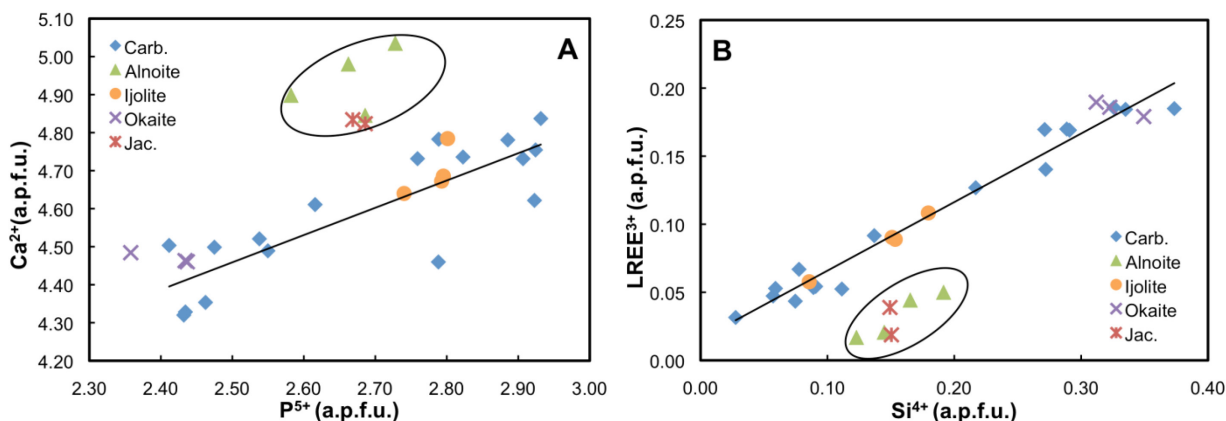 A
Ca²⁺(a.p.f.u.)
5.10
5.00
4.90
4.80
4.70
4.60
4.50
4.40
4.30
4.20
Carb.
Alnoite
Ijolite
Okaite
Jac.
2.30 2.40 2.50 2.60 2.70 2.80 2.90 3.00
P⁵⁺ (a.p.f.u.)
B
LREE³⁺ (a.p.f.u.)
0.25
0.20
0.15
0.10
0.05
0.00
Carb.
Alnoite
Ijolite
Okaite
Jac.
0.00 0.10 0.20 0.30 0.40
Si⁴⁺ (a.p.f.u.)